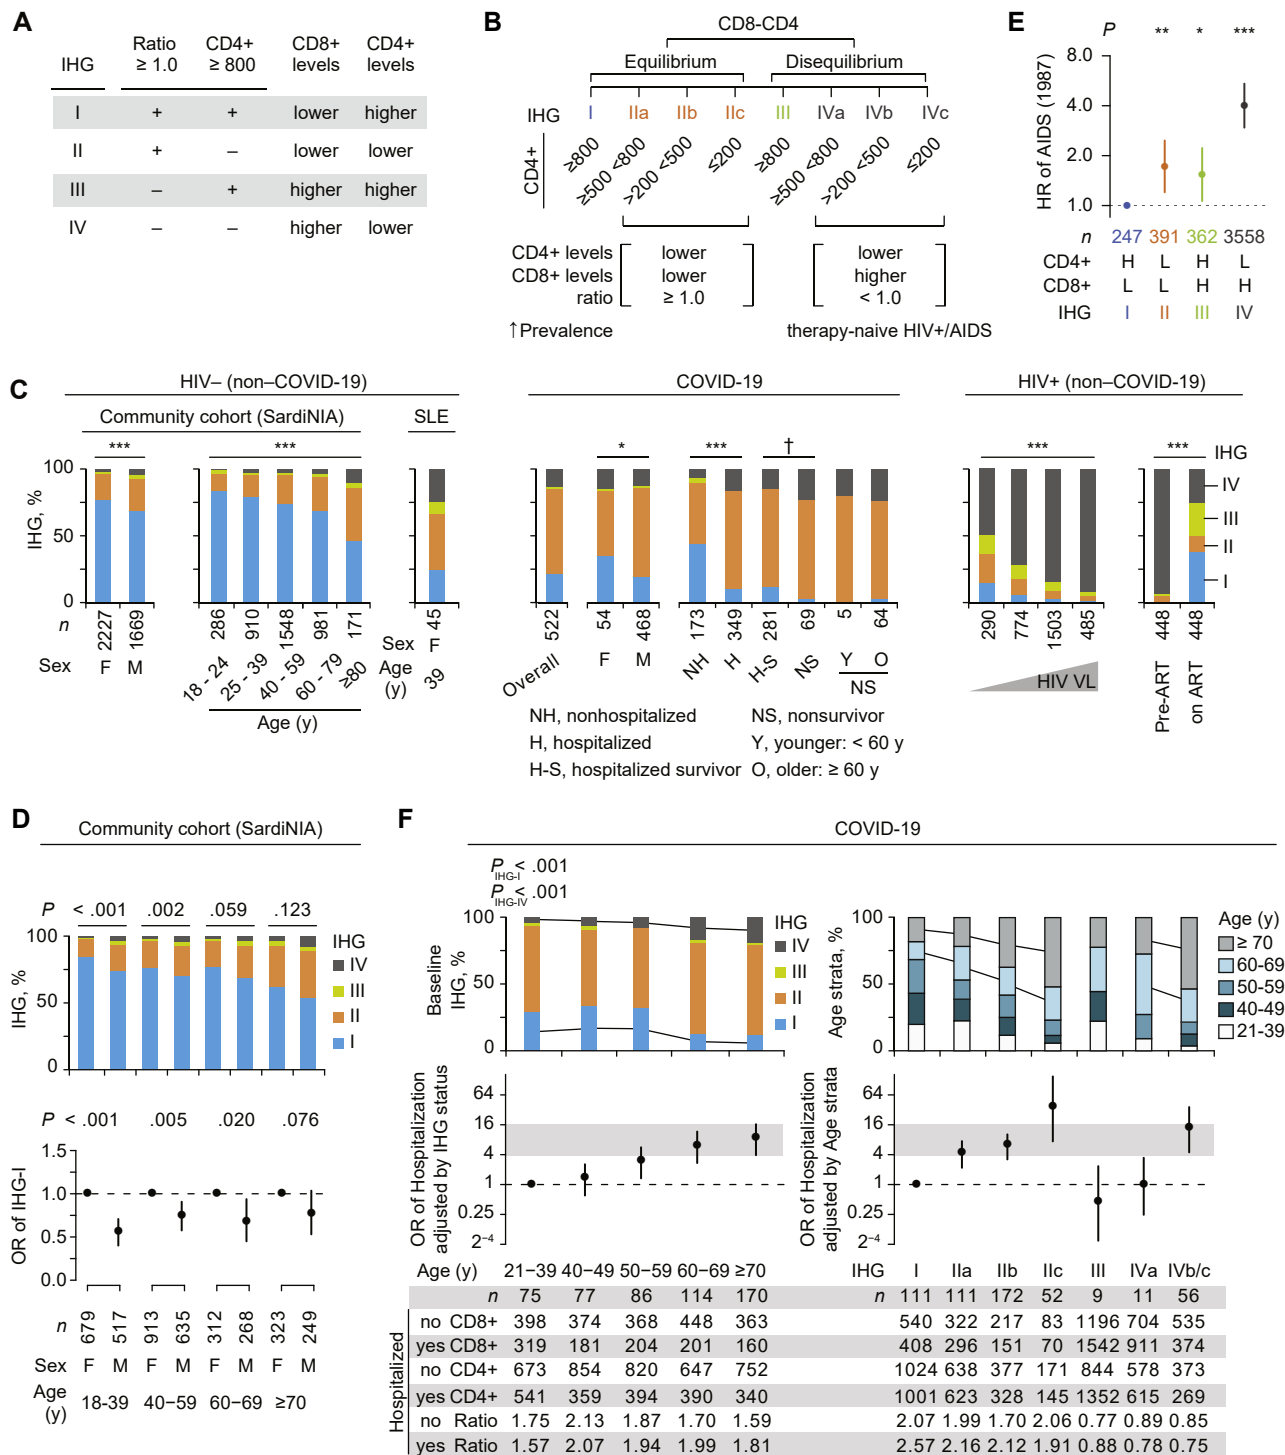 A
IHG Ratio ≥ 1.0 CD4+ ≥ 800 CD8+ levels CD4+ levels
I + + lower higher
II + – lower lower
III – + higher higher
IV – – higher lower
B
CD8-CD4
Equilibrium Disequilibrium
IHG I IIa IIb IIc III IVa IVb IVc
CD4+ ≥800 ≥500 <800 >200 <500 ≤200 ≥800 ≥500 <800 >200 <500 ≤200
CD4+ levels lower lower
CD8+ levels lower higher
ratio ≥ 1.0 < 1.0
↑Prevalence therapy-naive HIV+/AIDS
E
P ** * ***
HR of AIDS (1987)
8.0
4.0
2.0
1.0
n 247 391 362 3558
CD4+ H L H L
CD8+ L L H H
IHG I II III IV
C
HIV– (non–COVID-19) COVID-19 HIV+ (non–COVID-19)
Community cohort (SardiNIA) SLE
*** *** * *** † *** ***
IHG
IV
III
II
I
IHG, %
100
50
0
100
50
0
100
50
0
n 2227 1669 286 910 1548 981 171 45 522 54 468 173 349 281 69 5 64 290 774 1503 485 448 448
Sex F M
18 - 24 25 - 39 40 - 59 60 - 79 ≥80
Age (y)
Sex F
Age (y) 39
Overall F M NH H H-S NS Y O
NS
HIV VL
Pre-ART on ART
NH, nonhospitalized NS, nonsurvivor
H, hospitalized Y, younger: < 60 y
H-S, hospitalized survivor O, older: ≥ 60 y
D
Community cohort (SardiNIA)
P < .001 .002 .059 .123
IHG, %
100
50
0
IHG
IV
III
II
I
P < .001 .005 .020 .076
OR of IHG-I
1.5
1.0
0.5
0.0
n 679 517 913 635 312 268 323 249
Sex F M F M F M F M
Age (y) 18-39 40–59 60–69 ≥70
F
COVID-19
P IHG-I < .001
P IHG-IV < .001
Baseline IHG, %
100
50
0
IHG
IV
III
II
I
Age strata, %
100
50
0
Age (y)
≥ 70
60-69
50-59
40-49
21-39
OR of Hospitalization adjusted by IHG status
64
16
4
1
0.25
2⁻⁴
OR of Hospitalization adjusted by Age strata
64
16
4
1
0.25
2⁻⁴
Age (y) 21–39 40–49 50–59 60–69 ≥70 IHG I IIa IIb IIc III IVa IVb/c
n 75 77 86 114 170 n 111 111 172 52 9 11 56
Hospitalized
no CD8+ 398 374 368 448 363 540 322 217 83 1196 704 535
yes CD8+ 319 181 204 201 160 408 296 151 70 1542 911 374
no CD4+ 673 854 820 647 752 1024 638 377 171 844 578 373
yes CD4+ 541 359 394 390 340 1001 623 328 145 1352 615 269
no Ratio 1.75 2.13 1.87 1.70 1.59 2.07 1.99 1.70 2.06 0.77 0.89 0.85
yes Ratio 1.57 2.07 1.94 1.99 1.81 2.57 2.16 2.12 1.91 0.88 0.78 0.75